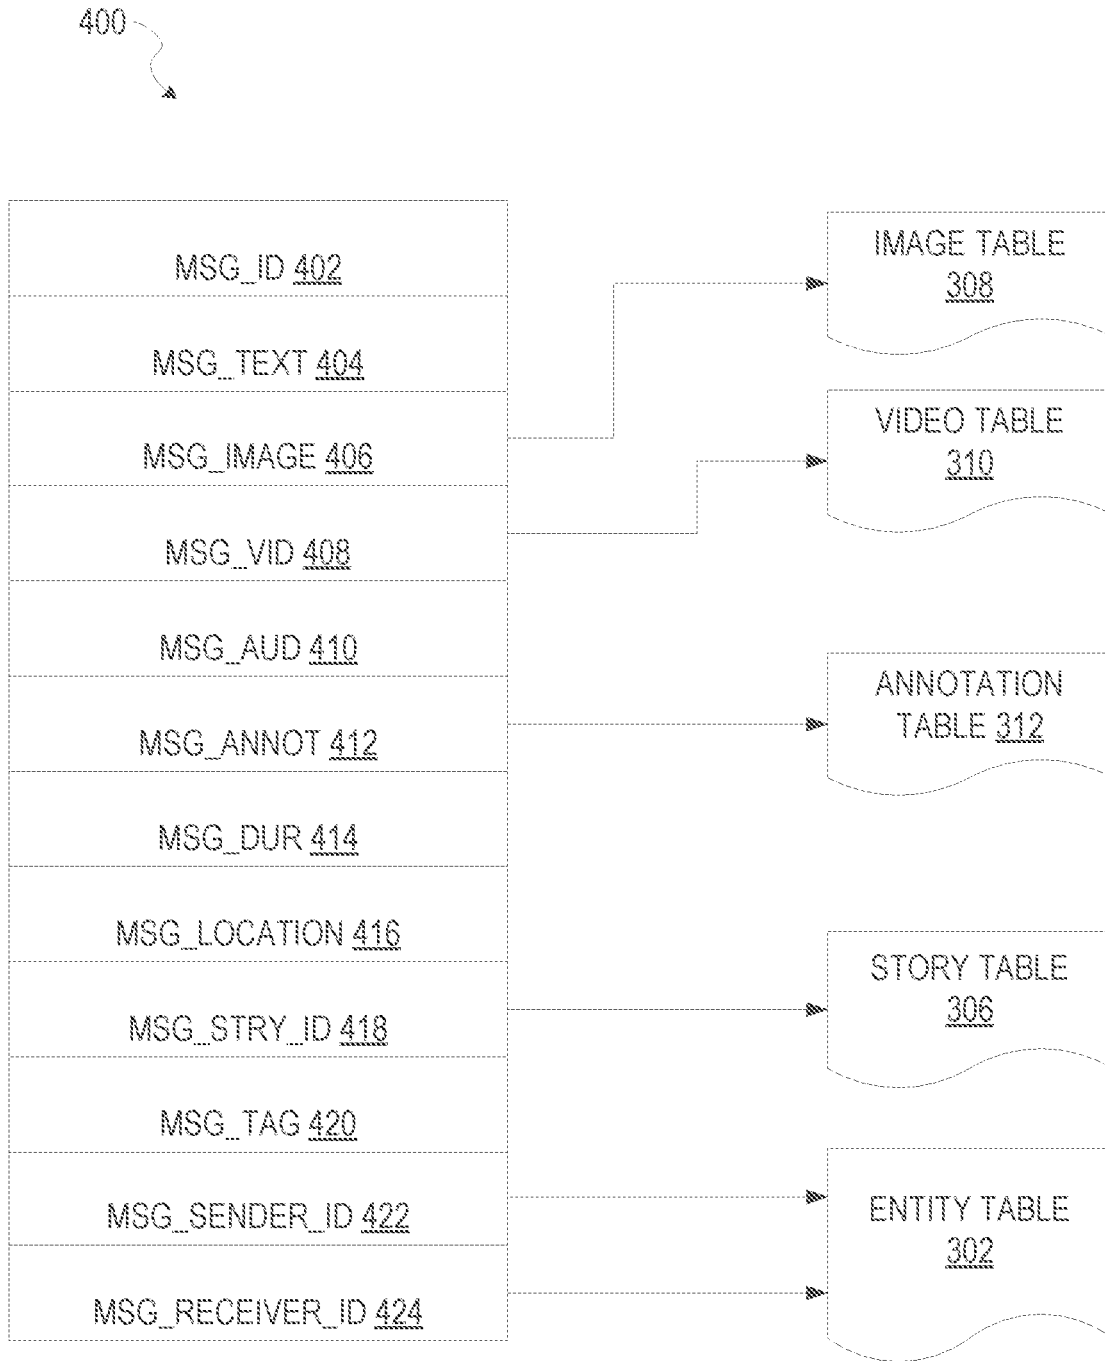 400
MSG_ID 402
MSG_TEXT 404
MSG_IMAGE 406
MSG_VID 408
MSG_AUD 410
MSG_ANNOT 412
MSG_DUR 414
MSG_LOCATION 416
MSG_STRY_ID 418
MSG_TAG 420
MSG_SENDER_ID 422
MSG_RECEIVER_ID 424
IMAGE TABLE
308
VIDEO TABLE
310
ANNOTATION
TABLE 312
STORY TABLE
306
ENTITY TABLE
302